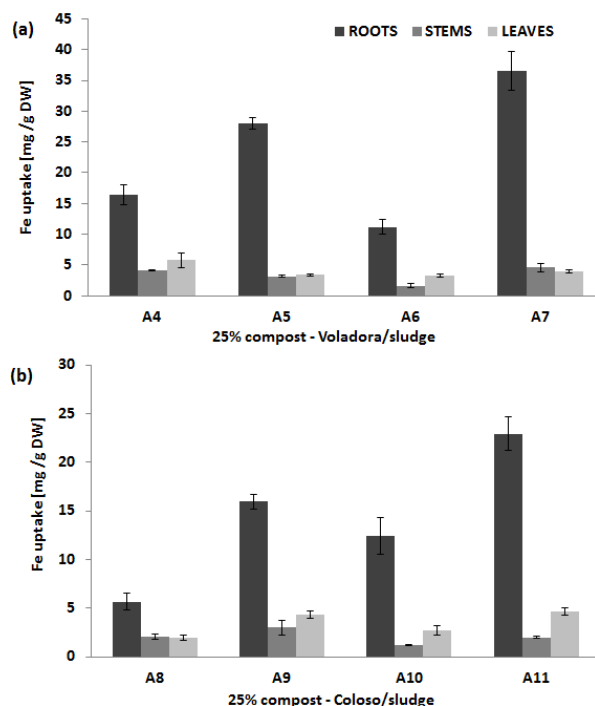 (a)
ROOTS STEMS LEAVES
Fe uptake [mg /g DW]
45
40
35
30
25
20
15
10
5
0
A4 A5 A6 A7
25% compost - Voladora/sludge
(b)
Fe uptake [mg /g DW]
30
25
20
15
10
5
0
A8 A9 A10 A11
25% compost - Coloso/sludge